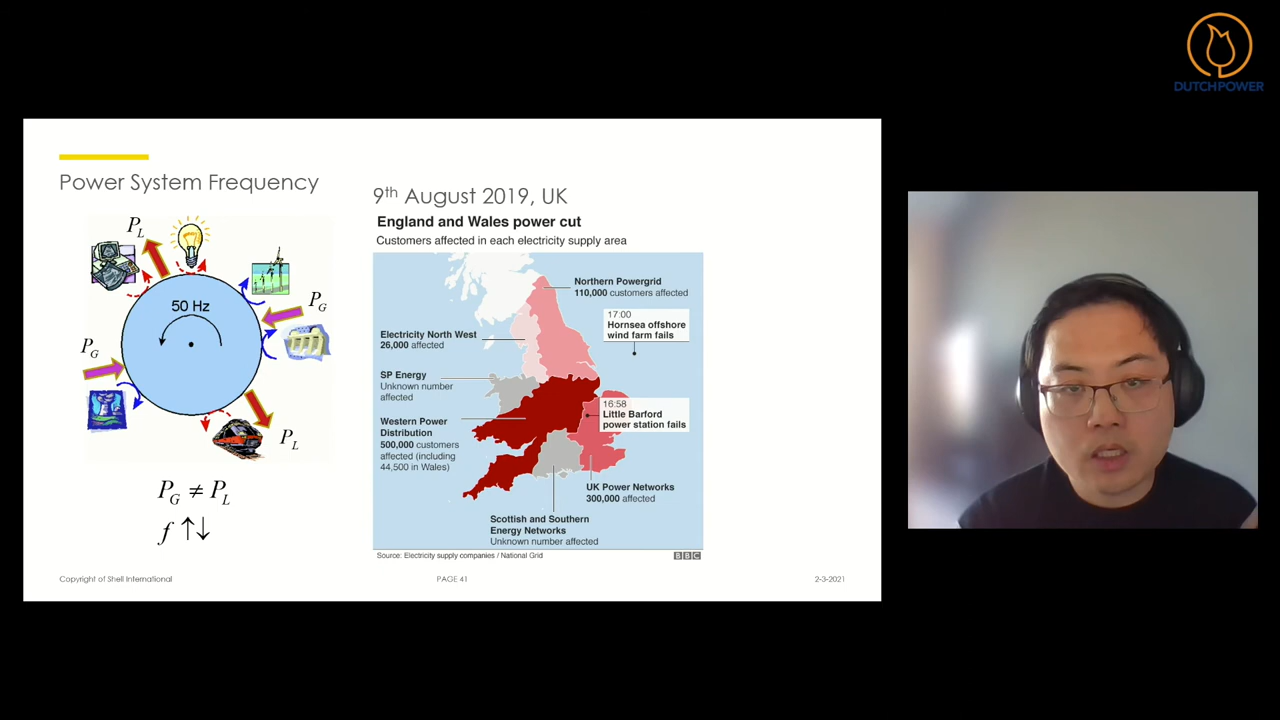 DUTCH POWER
Power System Frequency
9th August 2019, UK
England and Wales power cut
Customers affected in each electricity supply area
P_L
50 Hz
P_G
P_G
P_L
P_G ≠ P_L
f ↑↓
Northern Powergrid
110,000 customers affected
17:00
Hornsea offshore
wind farm fails
Electricity North West
26,000 affected
SP Energy
Unknown number
affected
16:58
Little Barford
power station fails
Western Power
Distribution
500,000 customers
affected (including
44,500 in Wales)
UK Power Networks
300,000 affected
Scottish and Southern
Energy Networks
Unknown number affected
Source: Electricity supply companies / National Grid
BBC
Copyright of Shell International
PAGE 41
2-3-2021